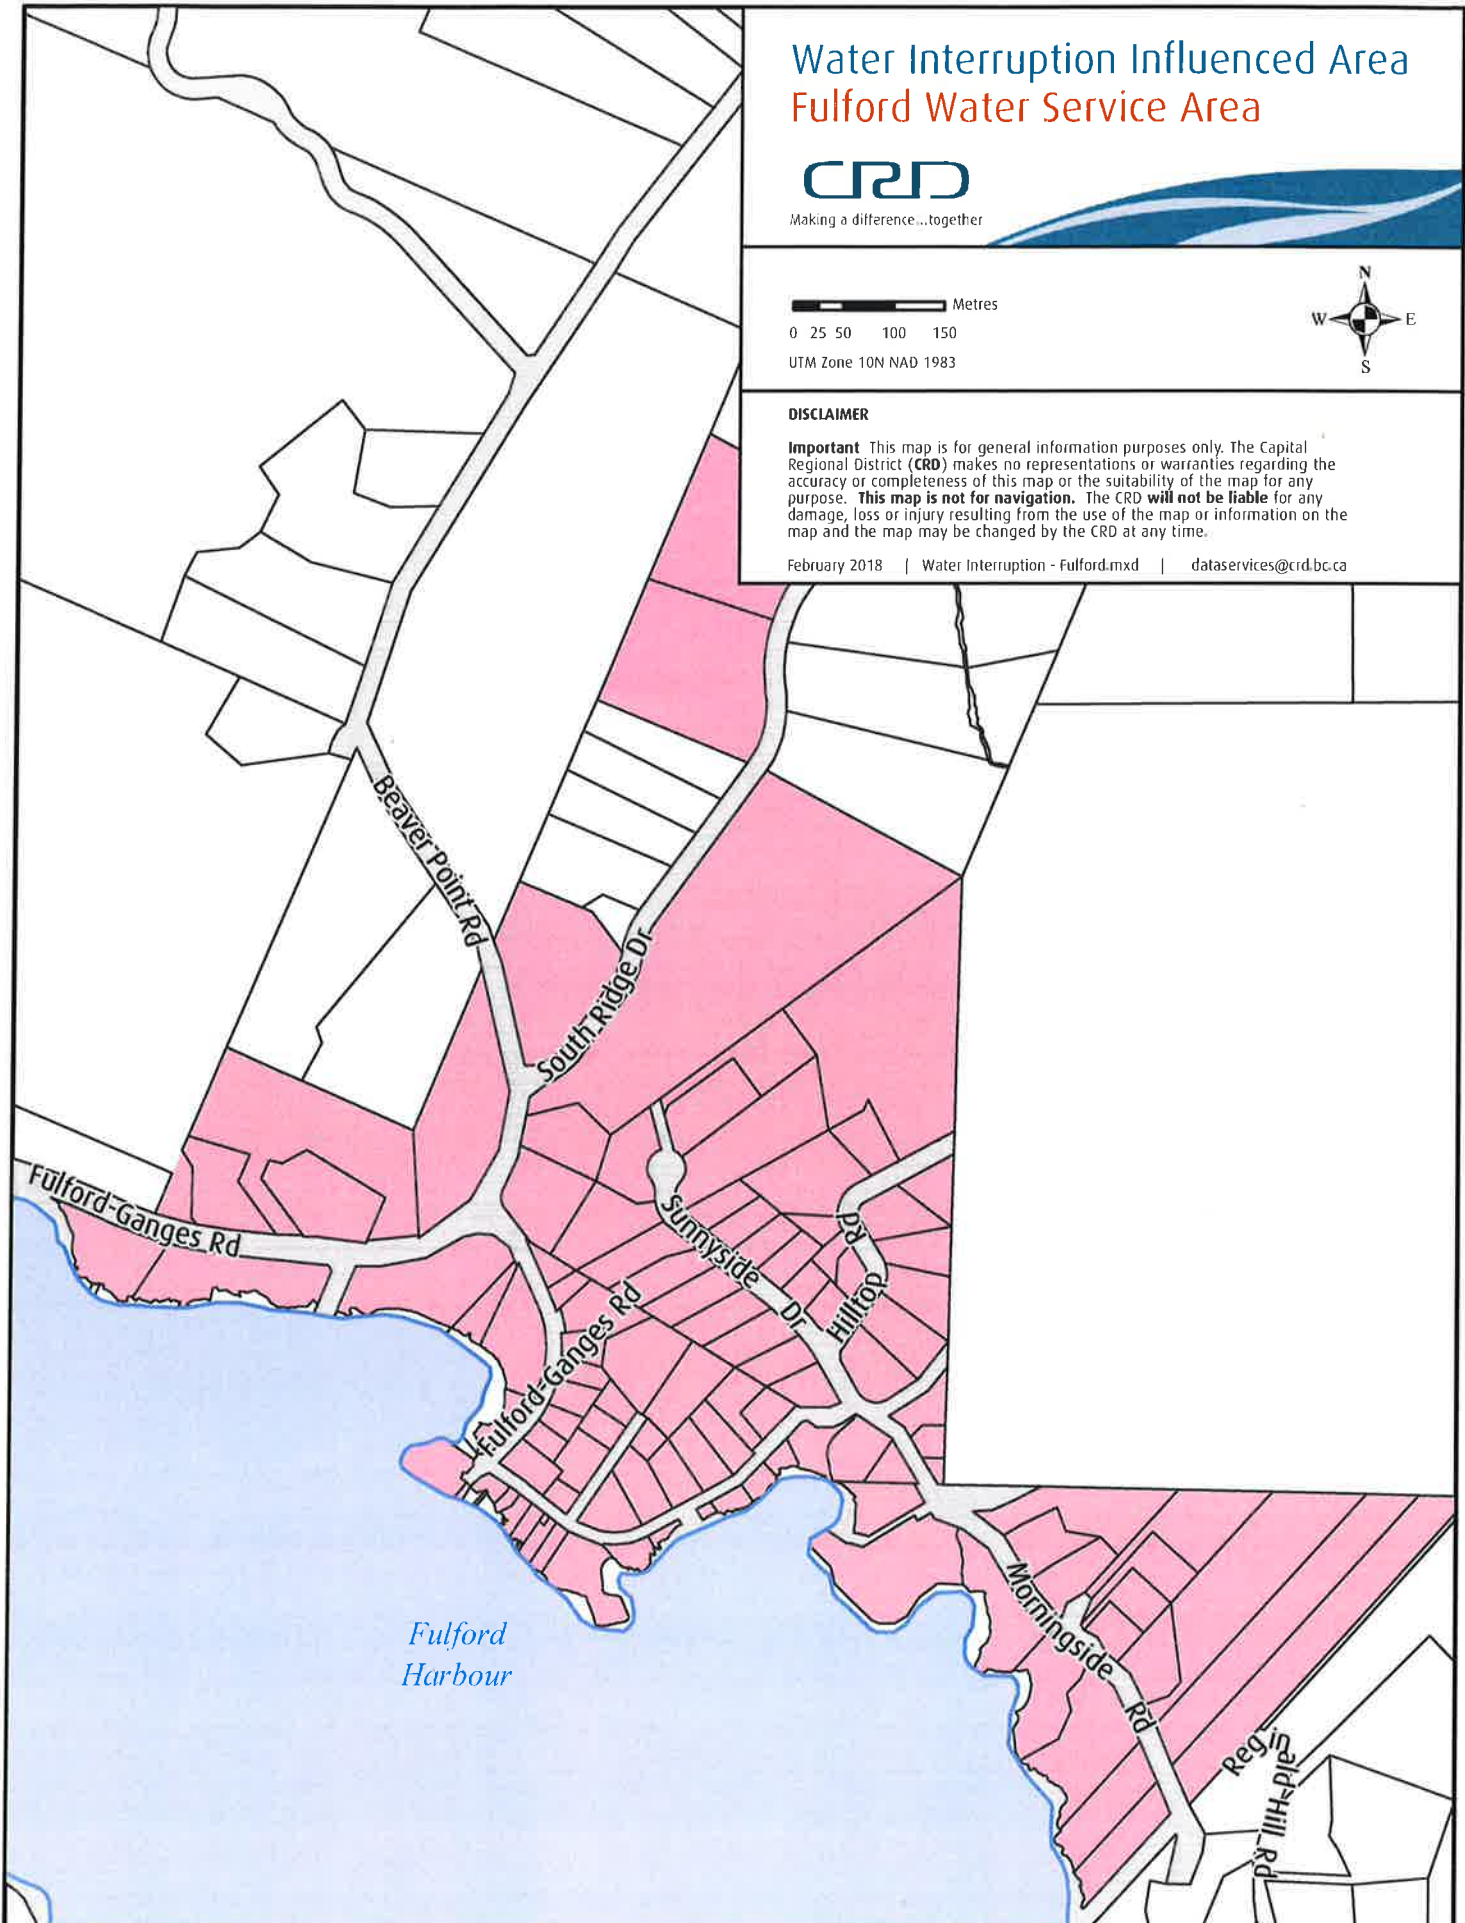 Water Interruption Influenced Area
Fulford Water Service Area
CRD
Making a difference...together
Metres
0 25 50 100 150
UTM Zone 10N NAD 1983
N
W E
S
DISCLAIMER
Important This map is for general information purposes only. The Capital
Regional District (CRD) makes no representations or warranties regarding the
accuracy or completeness of this map or the suitability of the map for any
purpose. This map is not for navigation. The CRD will not be liable for any
damage, loss or injury resulting from the use of the map or information on the
map and the map may be changed by the CRD at any time.
February 2018 | Water Interruption - Fulford.mxd | dataservices@crd.bc.ca
Beaver Point Rd
South Ridge Dr
Fulford-Ganges Rd
Sunnyside Dr
Hilltop Rd
Fulford-Ganges Rd
Morningside Rd
Reginald Hill Rd
Fulford
Harbour